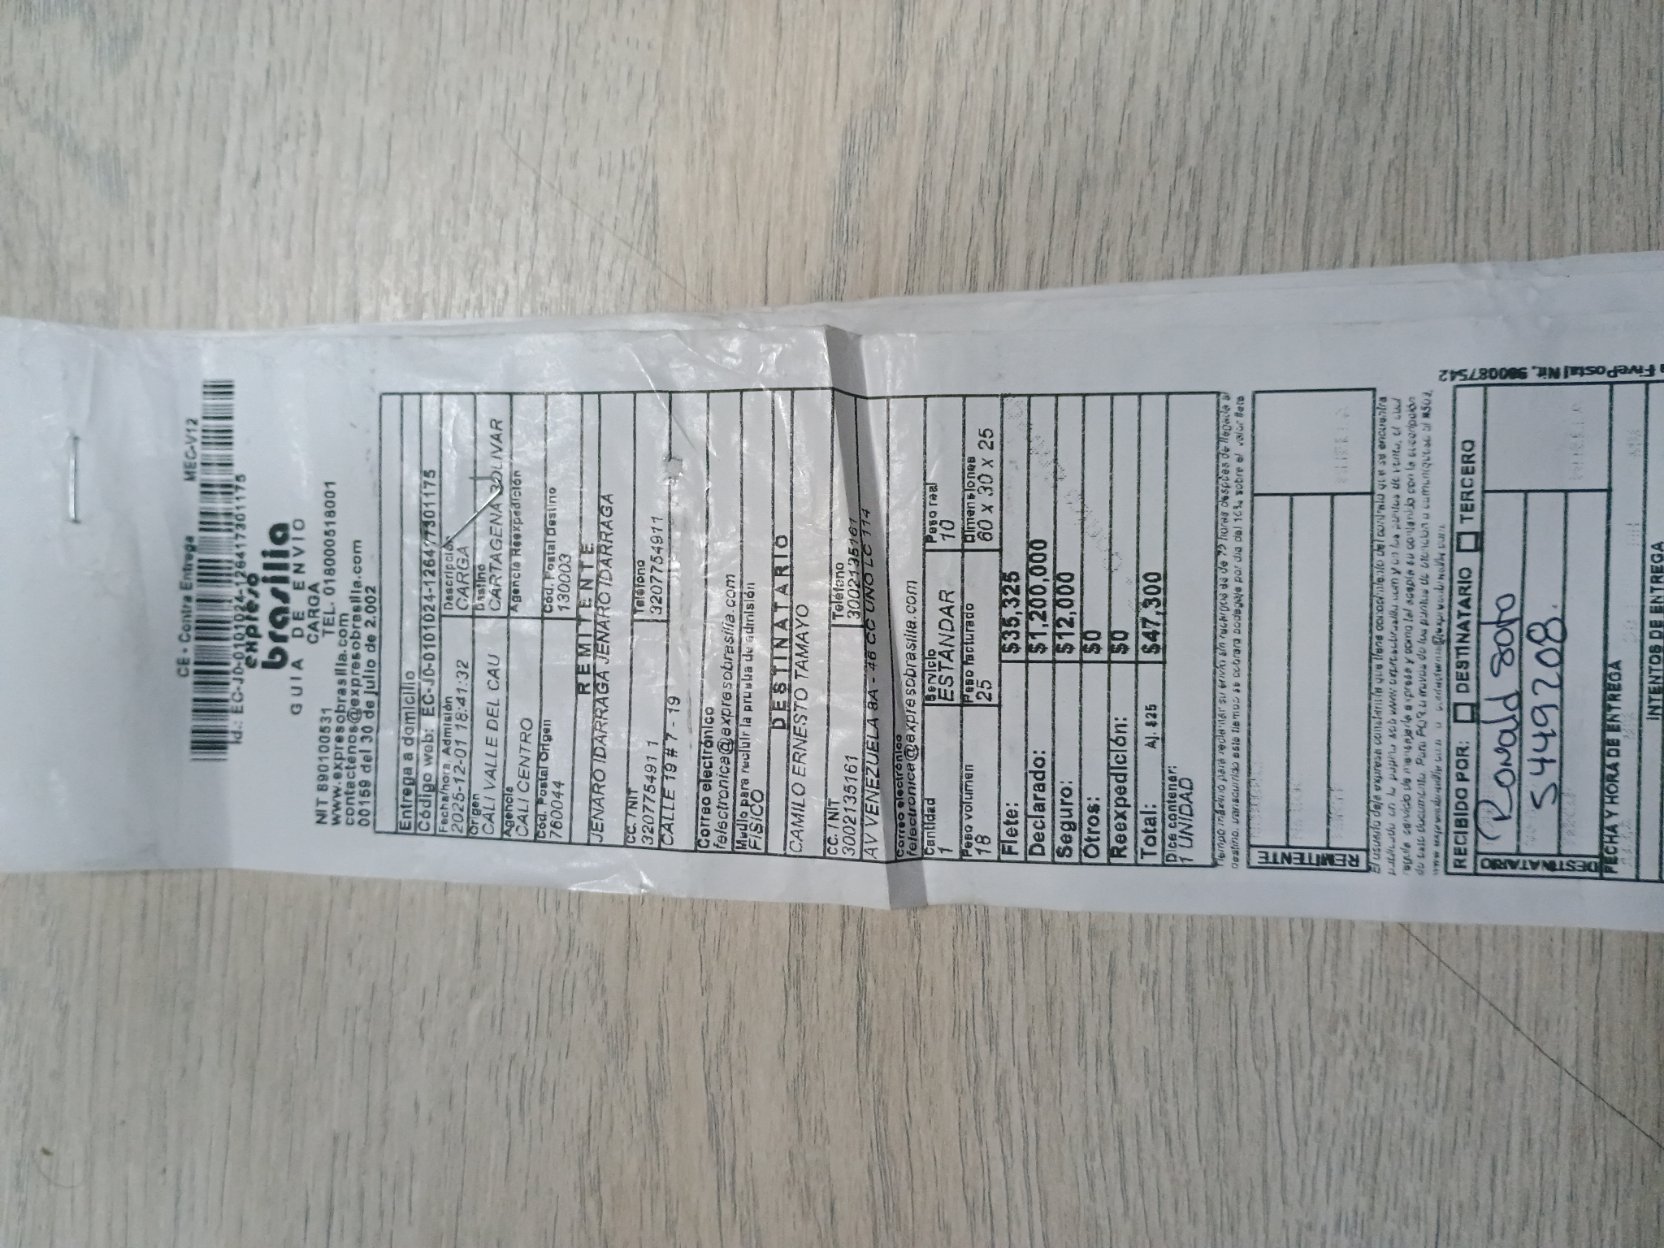 CE - Contra Entrega MEC-V12
Id.: EC-J0-0101024-126417301175
expreso
brasilia
GUIA DE ENVIO
CARGA
NIT 890100531 TEL. 018000518001
www.expresobrasilia.com
contactenos@expresobrasilia.com
00159 del 30 de julio de 2.002
Entrega a domicilio
Código web: EC-J0-0101024-126417301175
Fecha/hora Admisión Descripción
2025-12-01 18:41:32 CARGA
Origen Destino
CALI VALLE DEL CAU CARTAGENA BOLIVAR
Agencia Agencia Reexpedición
CALI CENTRO
Cod. Postal Origen Cód. Postal Destino
760044 130003
REMITENTE
JENARO IDARRAGA JENARO IDARRAGA
CC. / NIT Teléfono
3207754911 3207754911
CALLE 19 # 7 - 19
Correo electrónico
felectronica@expresobrasilia.com
Medio para recibir la prueba de admisión
FISICO
DESTINATARIO
CAMILO ERNESTO TAMAYO
CC. / NIT Teléfono
3002135161 3002135161
AV VENEZUELA 8A - 46 CC UNO LC 114
Correo electrónico
felectronica@expresobrasilia.com
Cantidad Servicio Peso real
1 ESTANDAR 10
Peso volumen Peso facturado Dimensiones
18 25 60 x 30 x 25
Flete: $35,325
Declarado: $1,200,000
Seguro: $12,000
Otros: $0
Reexpedición: $0
Total: Aj. $25 $47,300
Dice contener:
1 UNIDAD
REMITENTE
RECIBIDO POR: DESTINATARIO TERCERO
Ronald Soto
5449208.
DESTINATARIO
FECHA Y HORA DE ENTREGA
INTENTOS DE ENTREGA
FivePostal Nit. 900087542